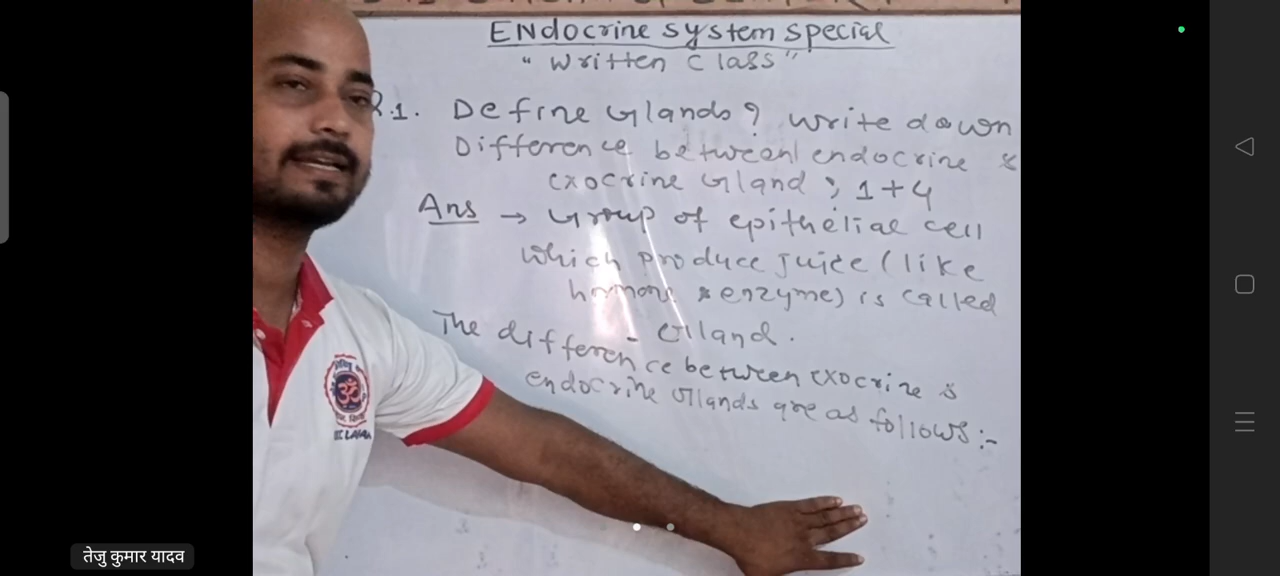 ENdocrine system special
" written class"
Q.1. Define Glands? write down
Difference between endocrine &
exocrine Gland; 1+4
Ans → Group of epithelial cell
which produce juice (like
hormone & enzyme) is called
- Gland.
The difference between exocrine &
endocrine Glands are as follows:-
ॐ
तेजु कुमार यादव